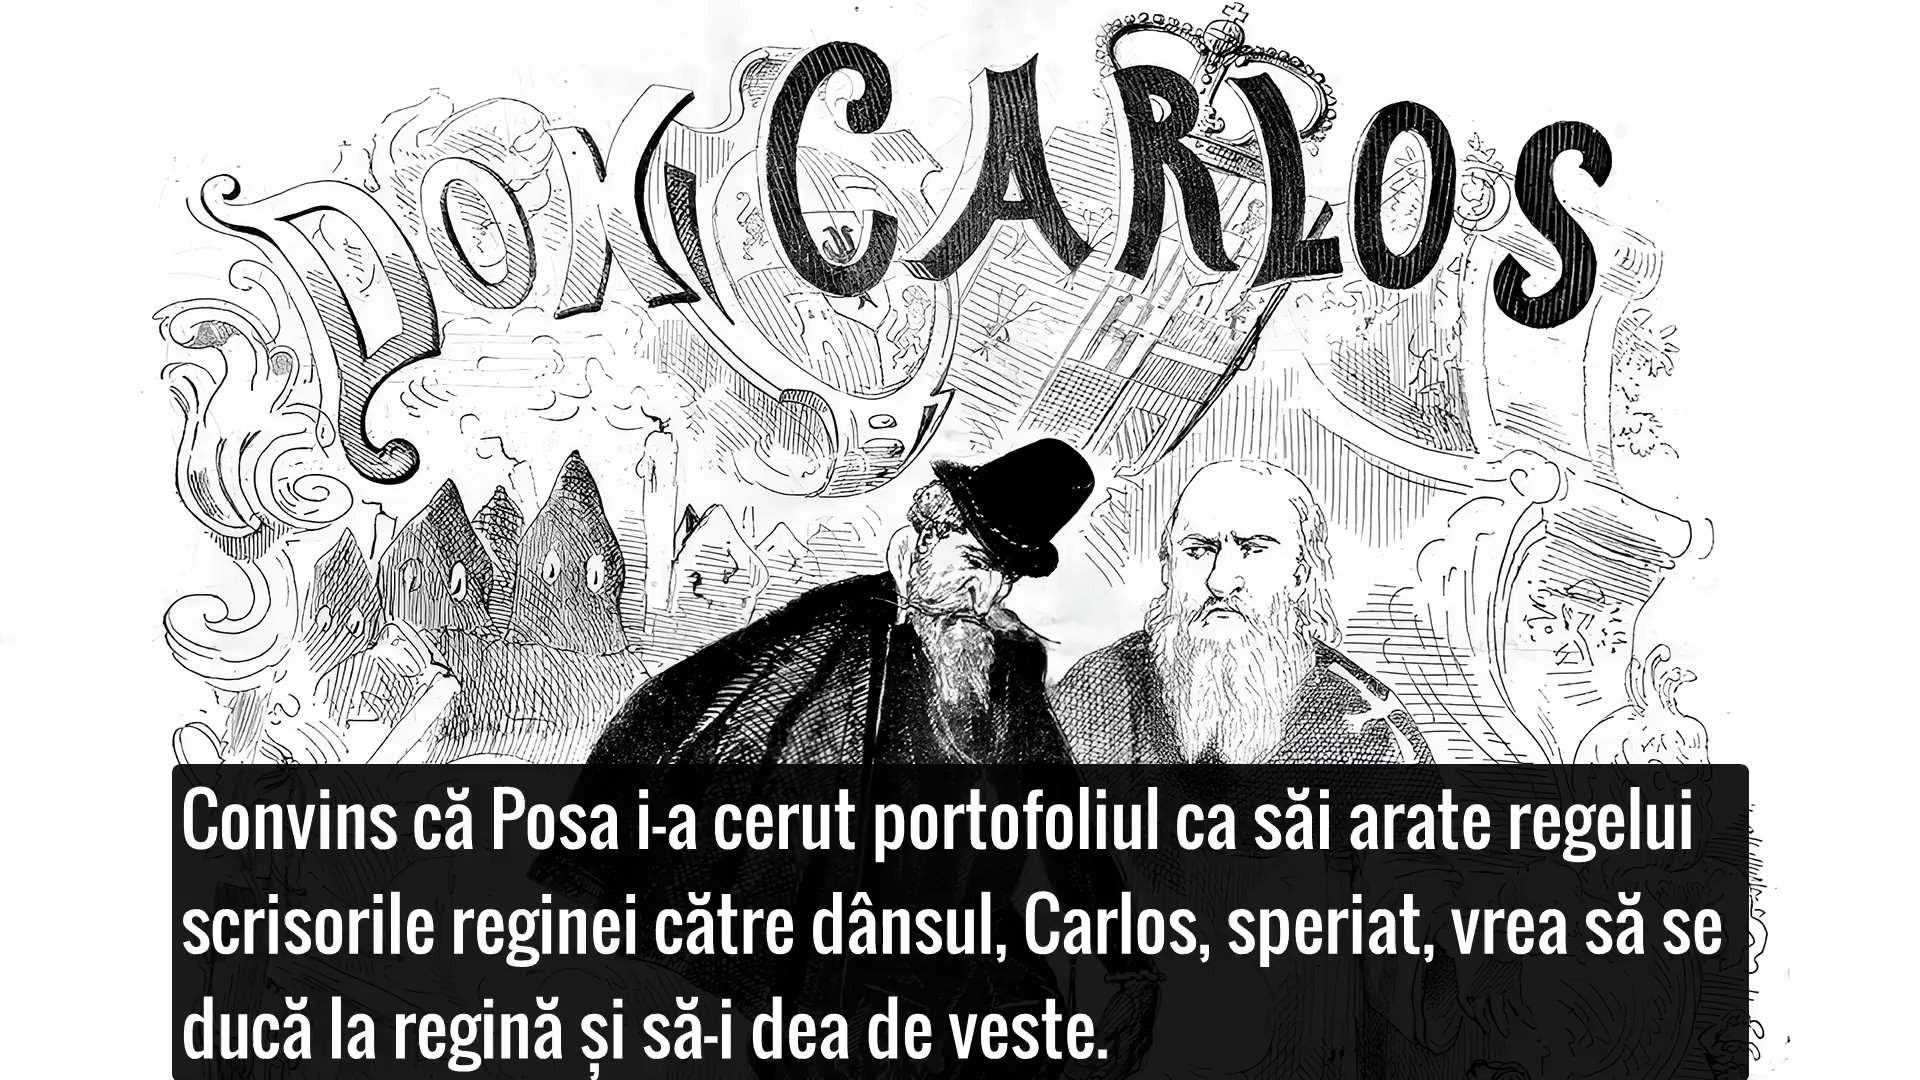 DON CARLOS
Convins că Posa i-a cerut portofoliul ca săi arate regelui
scrisorile reginei către dânsul, Carlos, speriat, vrea să se
ducă la regină și să-i dea de veste.